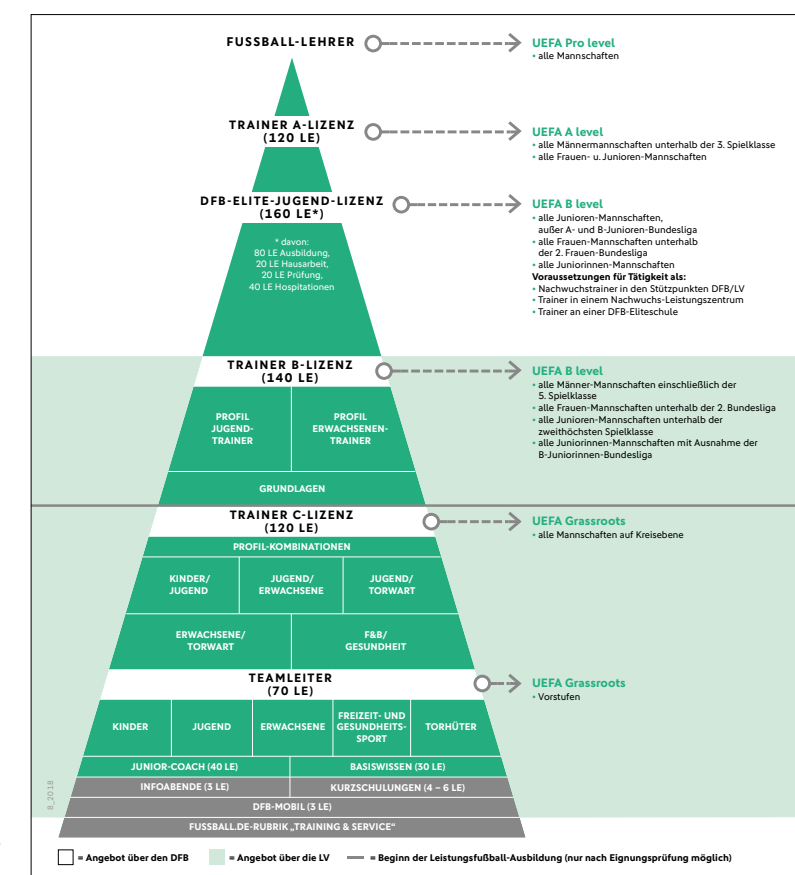 FUSSBALL-LEHRER
UEFA Pro level
• alle Mannschaften
TRAINER A-LIZENZ
(120 LE)
UEFA A level
• alle Männermannschaften unterhalb der 3. Spielklasse
• alle Frauen- u. Junioren-Mannschaften
DFB-ELITE-JUGEND-LIZENZ
(160 LE*)
* davon:
80 LE Ausbildung,
20 LE Hausarbeit,
20 LE Prüfung,
40 LE Hospitationen
UEFA B level
• alle Junioren-Mannschaften,
außer A- und B-Junioren-Bundesliga
• alle Frauen-Mannschaften unterhalb
der 2. Frauen-Bundesliga
• alle Juniorinnen-Mannschaften
Voraussetzungen für Tätigkeit als:
• Nachwuchstrainer in den Stützpunkten DFB/LV
• Trainer in einem Nachwuchs-Leistungszentrum
• Trainer an einer DFB-Eliteschule
TRAINER B-LIZENZ
(140 LE)
PROFIL
JUGEND-
TRAINER
PROFIL
ERWACHSENEN-
TRAINER
GRUNDLAGEN
UEFA B level
• alle Männer-Mannschaften einschließlich der
5. Spielklasse
• alle Frauen-Mannschaften unterhalb der 2. Bundesliga
• alle Junioren-Mannschaften unterhalb der
zweithöchsten Spielklasse
• alle Juniorinnen-Mannschaften mit Ausnahme der
B-Juniorinnen-Bundesliga
TRAINER C-LIZENZ
(120 LE)
UEFA Grassroots
• alle Mannschaften auf Kreisebene
PROFIL-KOMBINATIONEN
KINDER/
JUGEND
JUGEND/
ERWACHSENE
JUGEND/
TORWART
ERWACHSENE/
TORWART
F&B/
GESUNDHEIT
TEAMLEITER
(70 LE)
UEFA Grassroots
• Vorstufen
KINDER
JUGEND
ERWACHSENE
FREIZEIT- UND
GESUNDHEITS-
SPORT
TORHÜTER
JUNIOR-COACH (40 LE)
BASISWISSEN (30 LE)
INFOABENDE (3 LE)
KURZSCHULUNGEN (4 – 6 LE)
DFB-MOBIL (3 LE)
FUSSBALL.DE-RUBRIK „TRAINING & SERVICE“
8_2018
= Angebot über den DFB
= Angebot über die LV
= Beginn der Leistungsfußball-Ausbildung (nur nach Eignungsprüfung möglich)